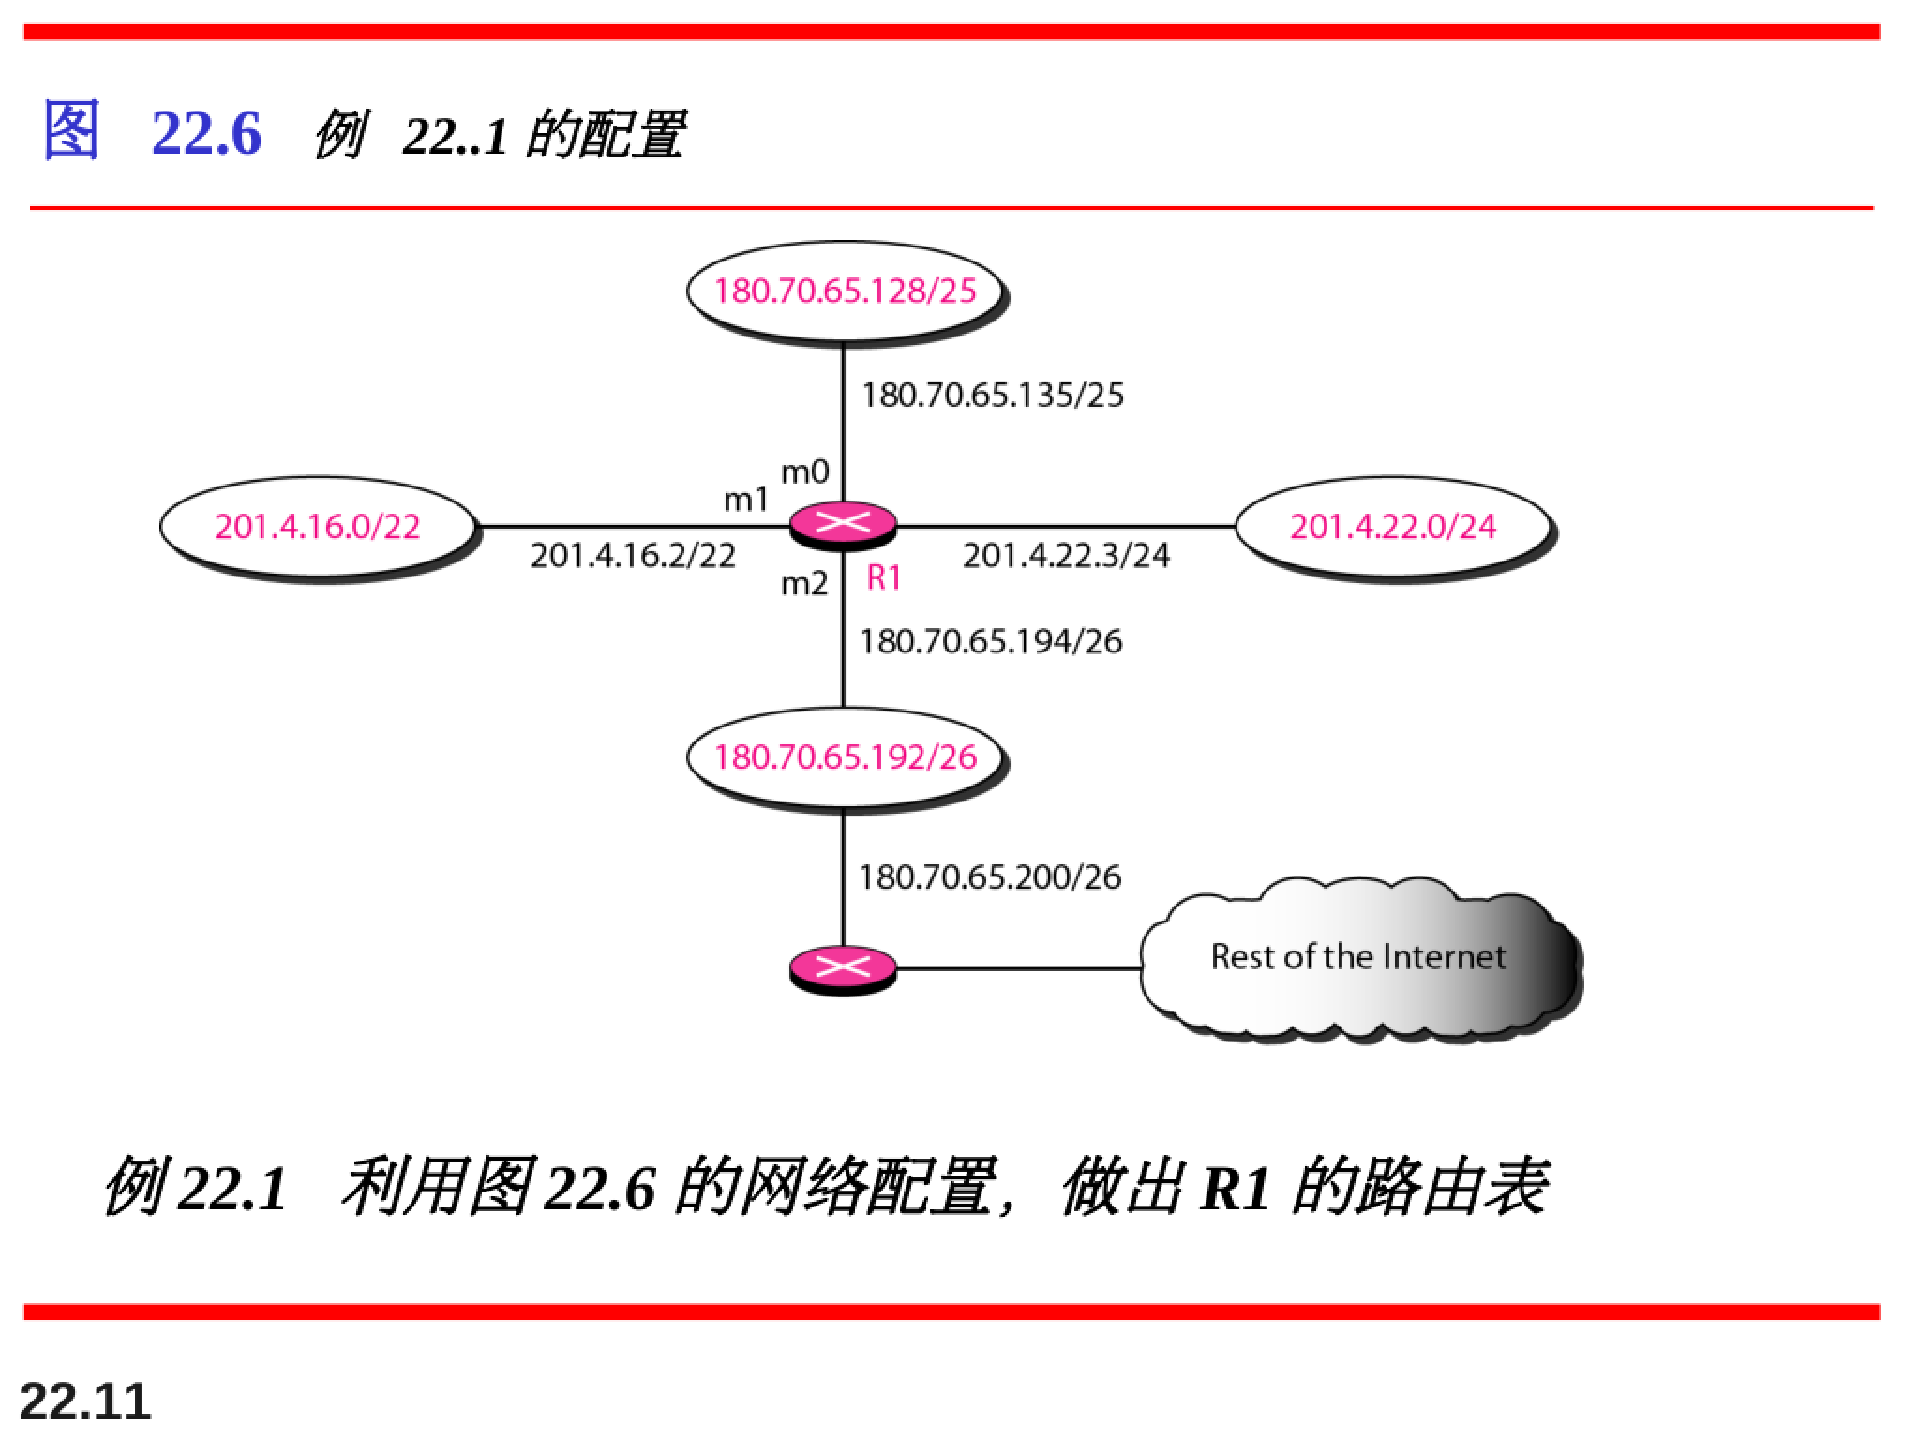 图 22.6 例 22..1 的配置
180.70.65.128/25
180.70.65.135/25
m0
m1
201.4.16.0/22
201.4.22.0/24
201.4.16.2/22
201.4.22.3/24
m2
R1
180.70.65.194/26
180.70.65.192/26
180.70.65.200/26
Rest of the Internet
例 22.1 利用图 22.6 的网络配置，做出 R1 的路由表
22.11